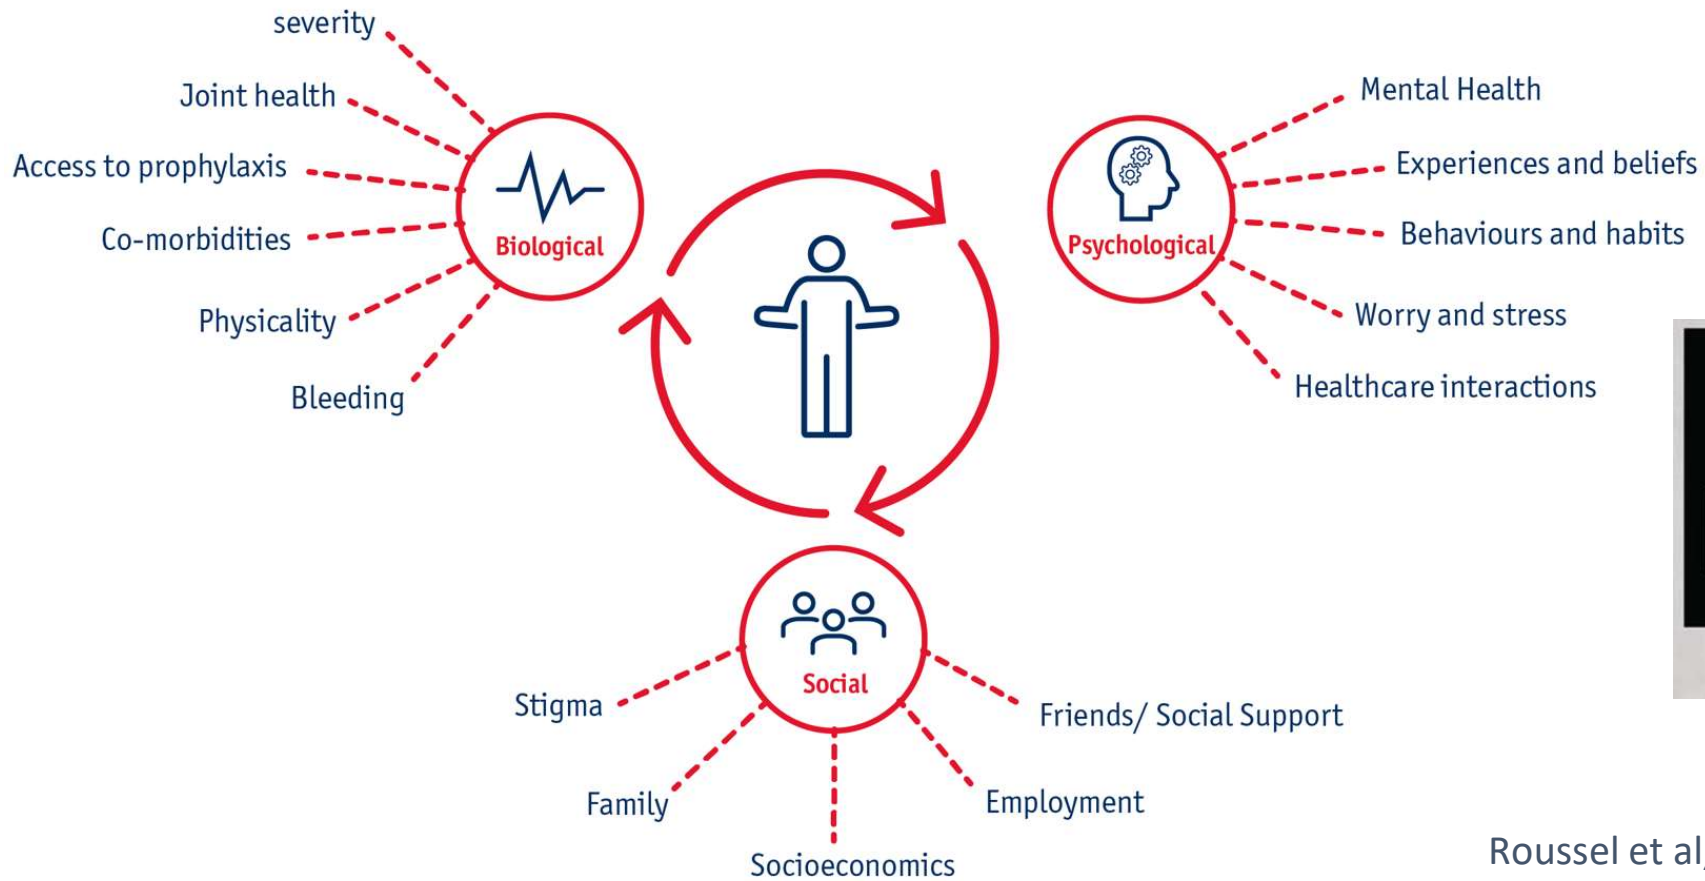 severity
Joint health
Access to prophylaxis
Co-morbidities
Physicality
Bleeding
Biological
Mental Health
Experiences and beliefs
Behaviours and habits
Worry and stress
Healthcare interactions
Psychological
Social
Stigma
Family
Socioeconomics
Employment
Friends/ Social Support
Roussel et al,